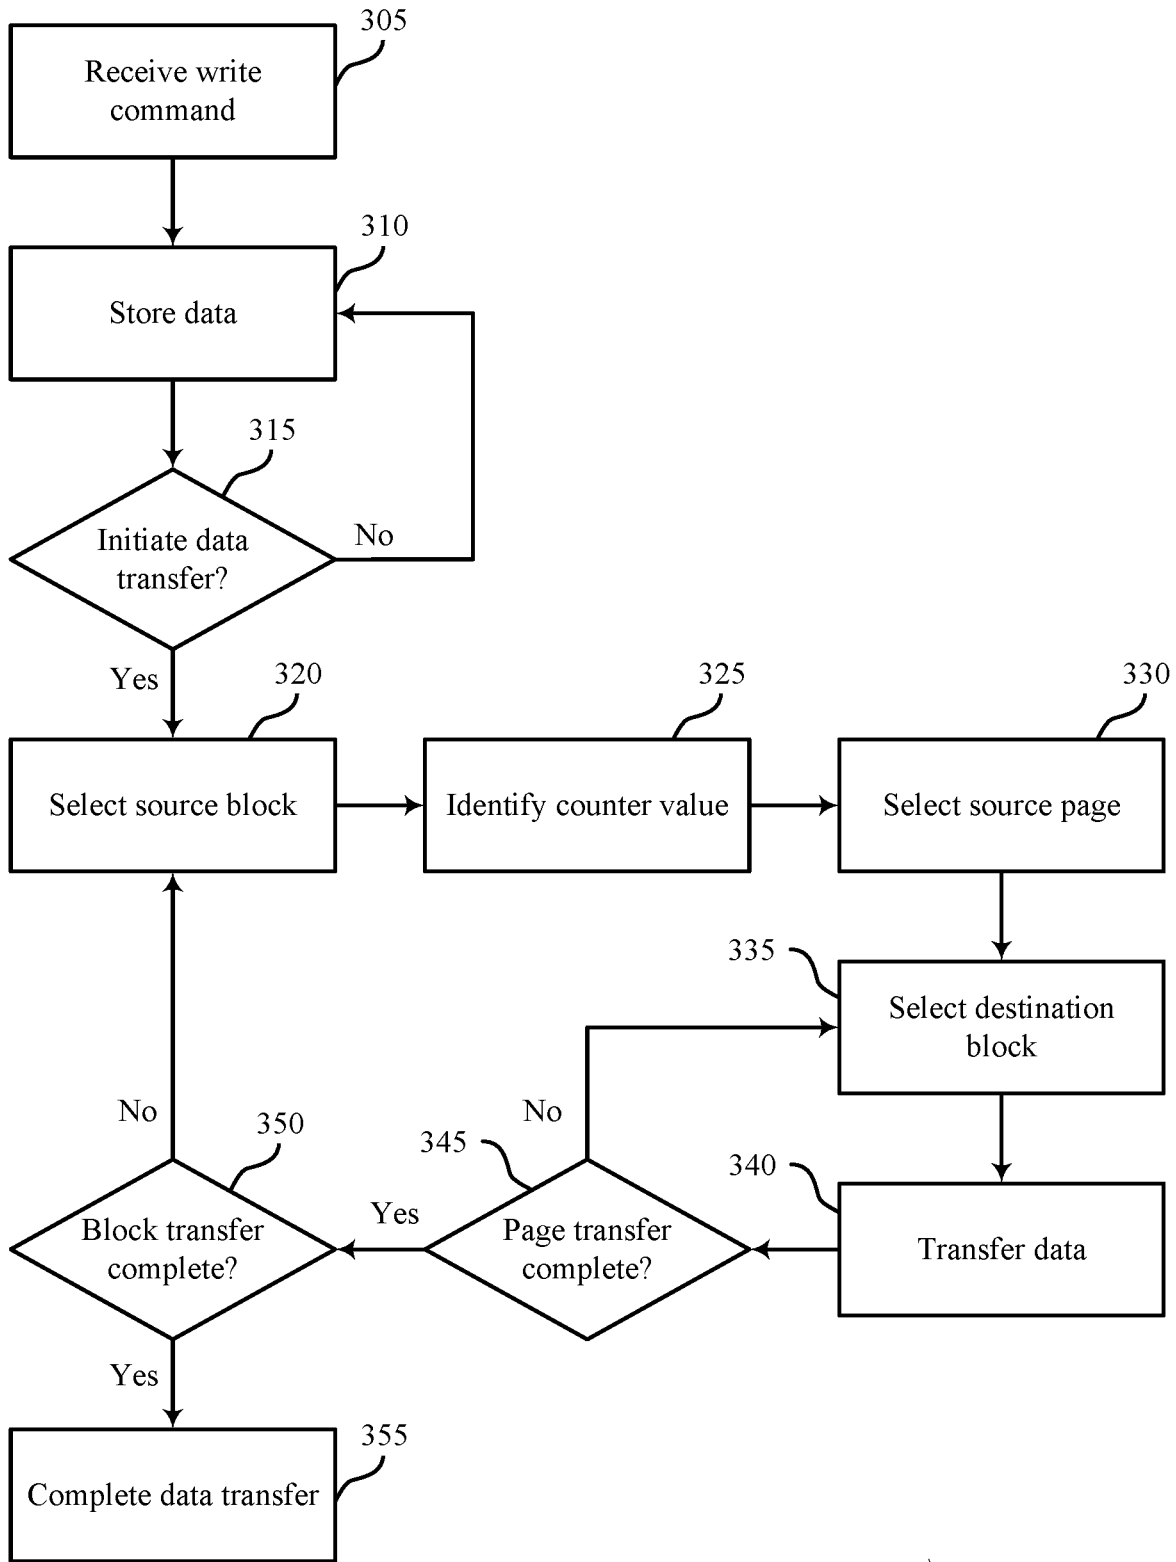 305
Receive write
command
310
Store data
315
Initiate data
transfer?
No
Yes
320
Select source block
325
Identify counter value
330
Select source page
335
Select destination
block
340
Transfer data
345
Page transfer
complete?
No
Yes
350
Block transfer
complete?
No
Yes
355
Complete data transfer